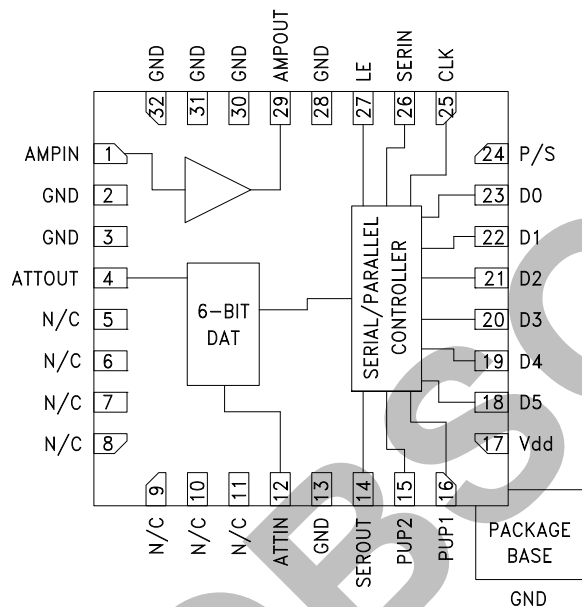 GND GND GND AMPOUT GND LE SERIN CLK
32 31 30 29 28 27 26 25
AMPIN 1
24 P/S
GND 2
23 D0
GND 3
22 D1
ATTOUT 4
21 D2
N/C 5
20 D3
N/C 6
19 D4
N/C 7
18 D5
N/C 8
17 Vdd
6-BIT
DAT
SERIAL/PARALLEL
CONTROLLER
9 10 11 12 13 14 15 16
N/C N/C N/C ATTIN GND SEROUT PUP2 PUP1
PACKAGE
BASE
GND
OBSO